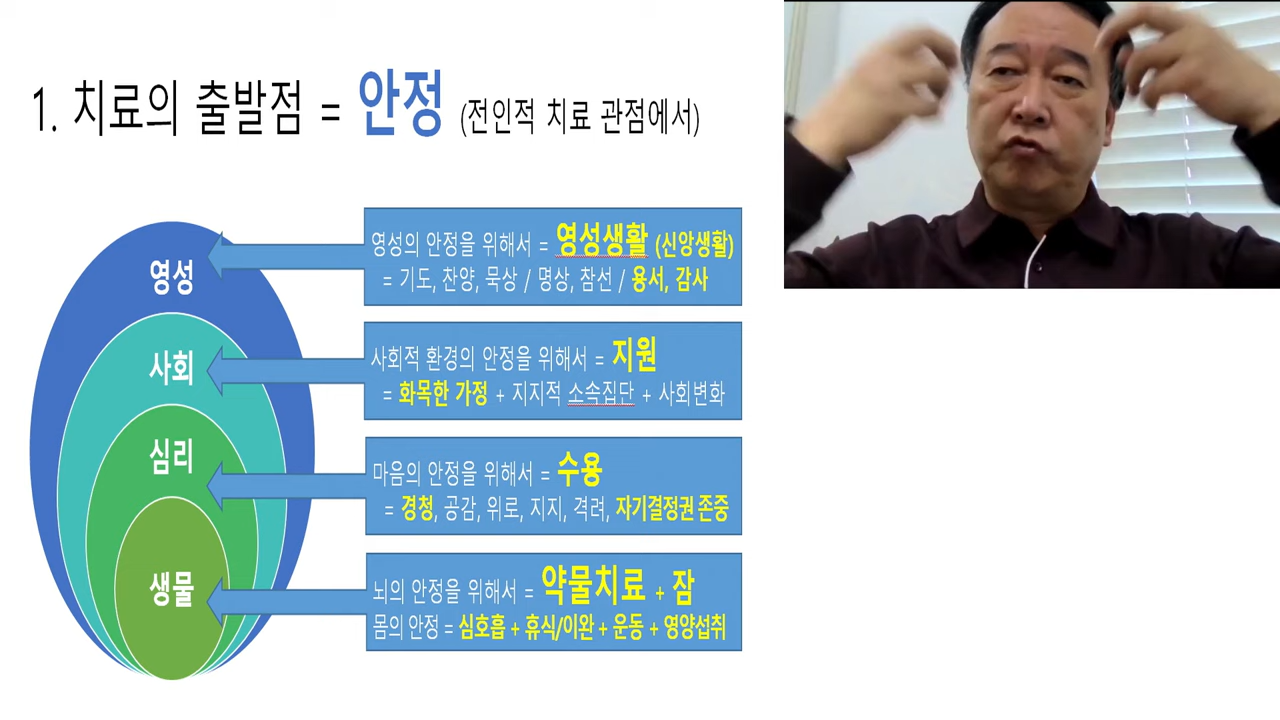 1. 치료의 출발점 = 안정 (전인적 치료 관점에서)
영성
영성의 안정을 위해서 = 영성생활 (신앙생활)
= 기도, 찬양, 묵상 / 명상, 참선 / 용서, 감사
사회
사회적 환경의 안정을 위해서 = 지원
= 화목한 가정 + 지지적 소속집단 + 사회변화
심리
마음의 안정을 위해서 = 수용
= 경청, 공감, 위로, 지지, 격려, 자기결정권 존중
생물
뇌의 안정을 위해서 = 약물치료 + 잠
몸의 안정 = 심호흡 + 휴식/이완 + 운동 + 영양섭취